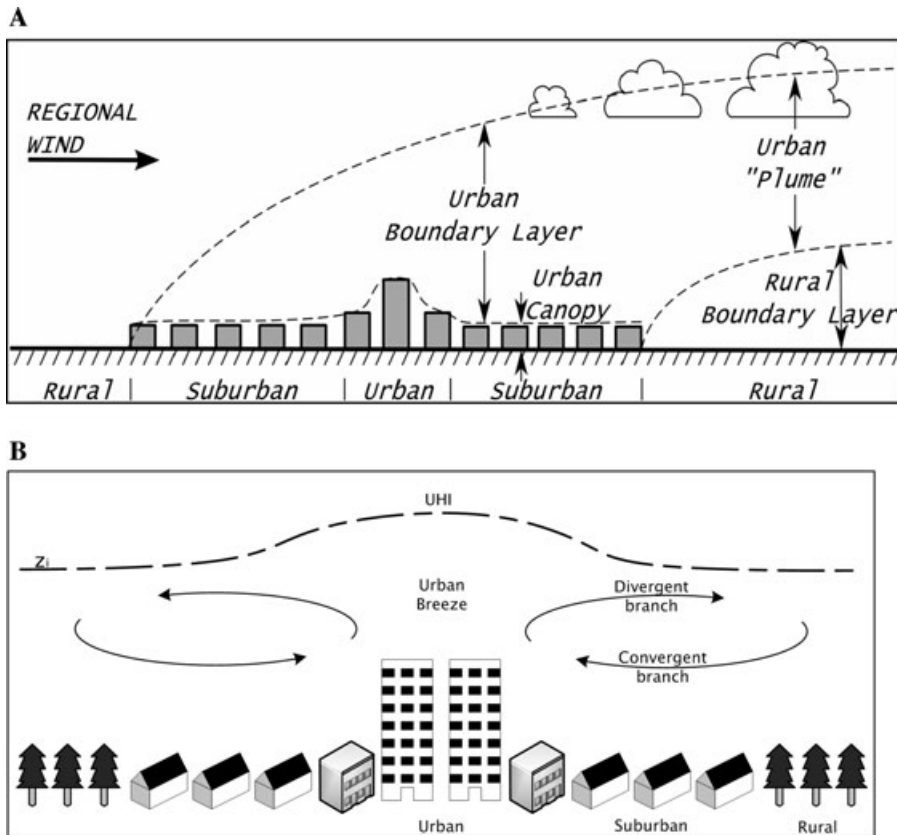 A
REGIONAL
WIND
Urban
Boundary Layer
Urban
Canopy
Urban
"Plume"
Rural
Boundary Layer
Rural
Suburban
Urban
Suburban
Rural
B
UHI
zi
Urban
Breeze
Divergent
branch
Convergent
branch
Urban
Suburban
Rural